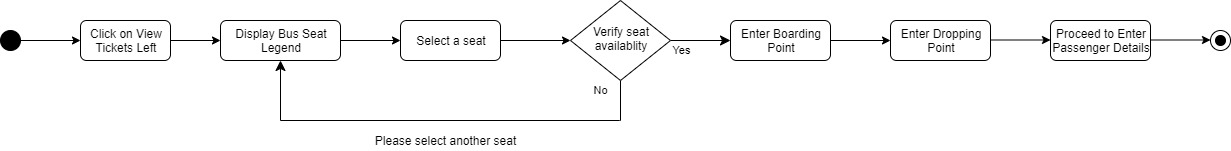 Click on View
Tickets Left
Display Bus Seat
Legend
Select a seat
Verify seat
availablity
Yes
No
Please select another seat
Enter Boarding
Point
Enter Dropping
Point
Proceed to Enter
Passenger Details